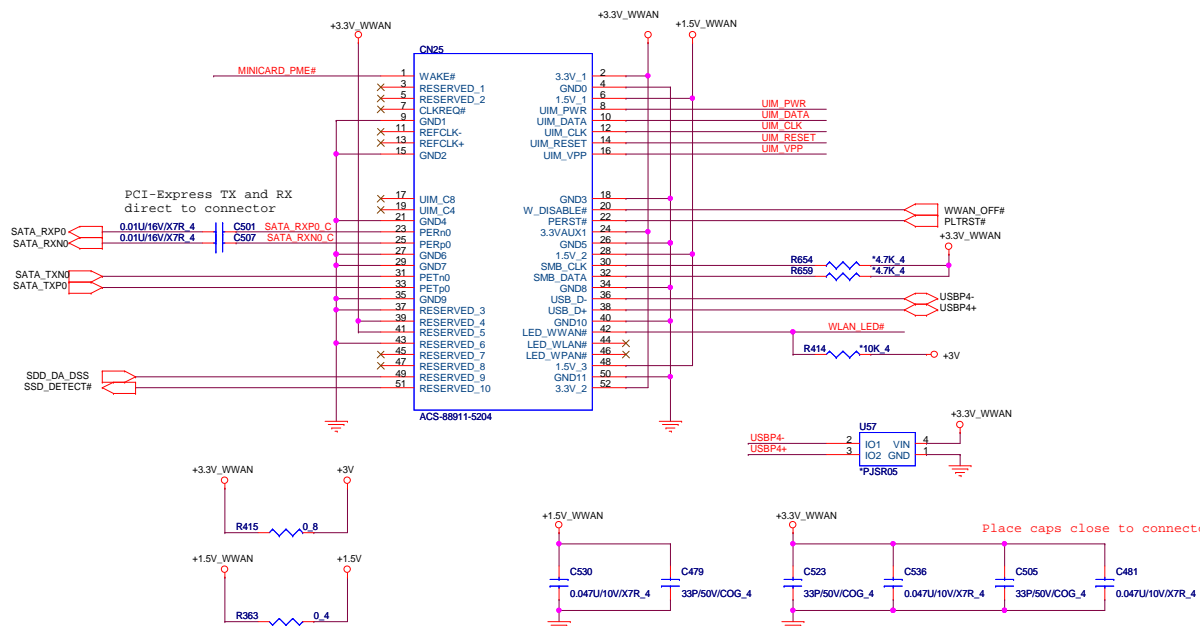 +3.3V_WWAN
+3.3V_WWAN
+1.5V_WWAN
CN25
MINICARD_PME#
1 WAKE#
3 RESERVED_1
5 RESERVED_2
7 CLKREQ#
9 GND1
11 REFCLK-
13 REFCLK+
15 GND2
3.3V_1 2
GND0 4
1.5V_1 6
UIM_PWR 8 UIM_PWR
UIM_DATA 10 UIM_DATA
UIM_CLK 12 UIM_CLK
UIM_RESET 14 UIM_RESET
UIM_VPP 16 UIM_VPP
PCI-Express TX and RX
direct to connector
17 UIM_C8
19 UIM_C4
21 GND4
SATA_RXP0 0.01U/16V/X7R_4 C501 SATA_RXP0_C 23 PERn0
SATA_RXN0 0.01U/16V/X7R_4 C507 SATA_RXN0_C 25 PERp0
27 GND6
29 GND7
SATA_TXN0 31 PETn0
SATA_TXP0 33 PETp0
35 GND9
37 RESERVED_3
39 RESERVED_4
41 RESERVED_5
43 RESERVED_6
45 RESERVED_7
47 RESERVED_8
SDD_DA_DSS 49 RESERVED_9
SSD_DETECT# 51 RESERVED_10
GND3 18
W_DISABLE# 20 WWAN_OFF#
PERST# 22 PLTRST#
3.3VAUX1 24
+3.3V_WWAN
GND5 26
1.5V_2 28
SMB_CLK 30 R654 *4.7K_4
SMB_DATA 32 R659 *4.7K_4
GND8 34
USB_D- 36 USBP4-
USB_D+ 38 USBP4+
GND10 40
LED_WWAN# 42 WLAN_LED#
LED_WLAN# 44
R414 *10K_4 +3V
LED_WPAN# 46
1.5V_3 48
GND11 50
3.3V_2 52
ACS-88911-5204
+3.3V_WWAN
U57
USBP4- 2 IO1 VIN 4
USBP4+ 3 IO2 GND 1
*PJSR05
+3.3V_WWAN +3V
R415 0_8
+1.5V_WWAN +1.5V
R363 0_4
+1.5V_WWAN
C530 C479
0.047U/10V/X7R_4 33P/50V/COG_4
+3.3V_WWAN
Place caps close to connecto
C523 C536 C505 C481
33P/50V/COG_4 0.047U/10V/X7R_4 33P/50V/COG_4 0.047U/10V/X7R_4